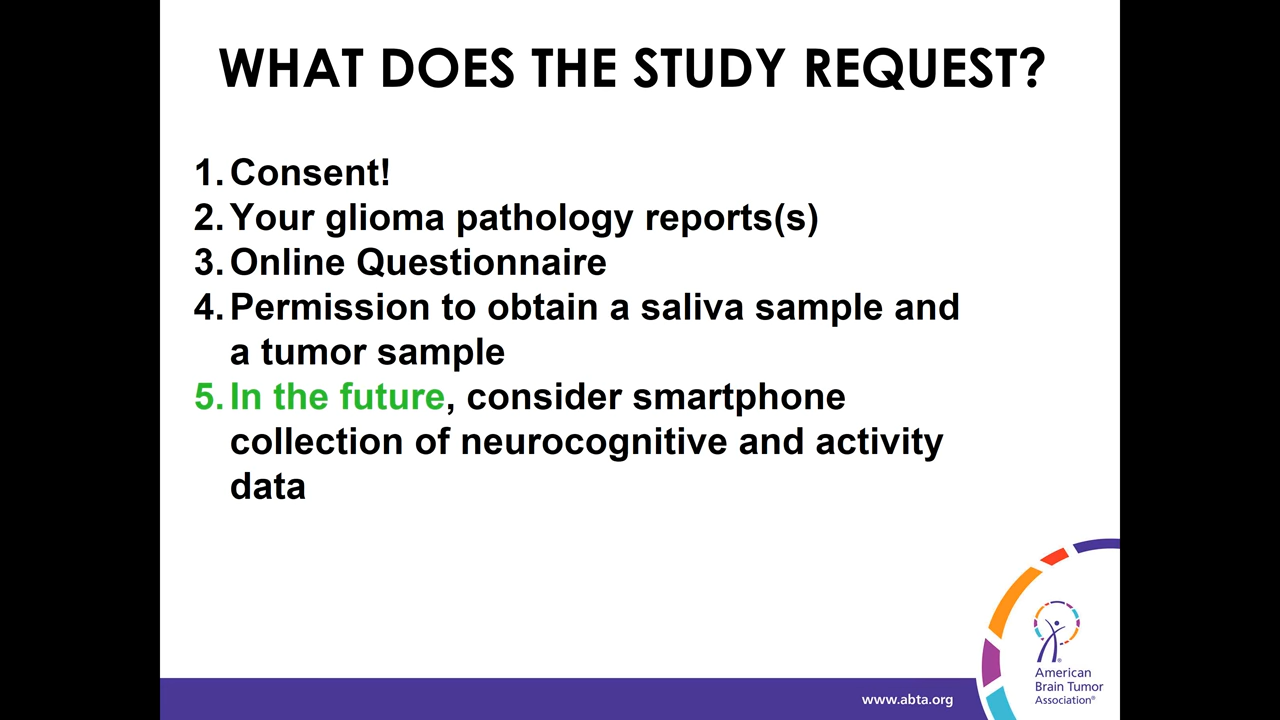 WHAT DOES THE STUDY REQUEST?
1. Consent!
2. Your glioma pathology reports(s)
3. Online Questionnaire
4. Permission to obtain a saliva sample and
a tumor sample
5. In the future, consider smartphone
collection of neurocognitive and activity
data
American
Brain Tumor
Association®
www.abta.org